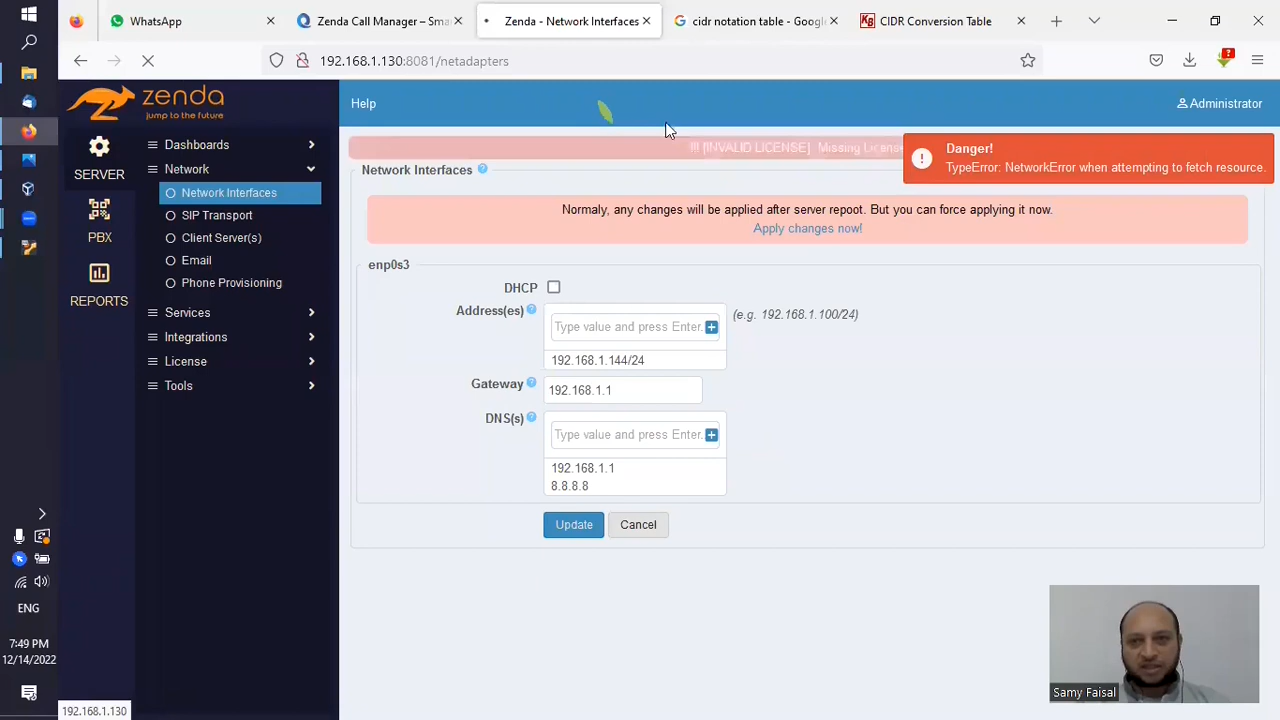 WhatsApp
Zenda Call Manager – Sma
Zenda - Network Interfaces
cidr notation table - Google
CIDR Conversion Table
192.168.1.130:8081/netadapters
zenda
jump to the future
Help
Administrator
!!! [INVALID LICENSE] Missing License
Danger!
TypeError: NetworkError when attempting to fetch resource.
SERVER
PBX
REPORTS
Dashboards
Network
Network Interfaces
SIP Transport
Client Server(s)
Email
Phone Provisioning
Services
Integrations
License
Tools
Network Interfaces
Normaly, any changes will be applied after server repoot. But you can force applying it now.
Apply changes now!
enp0s3
DHCP
Address(es)
Type value and press Enter.
(e.g. 192.168.1.100/24)
192.168.1.144/24
Gateway
192.168.1.1
DNS(s)
Type value and press Enter.
192.168.1.1
8.8.8.8
Update
Cancel
ENG
7:49 PM
12/14/2022
192.168.1.130
Samy Faisal